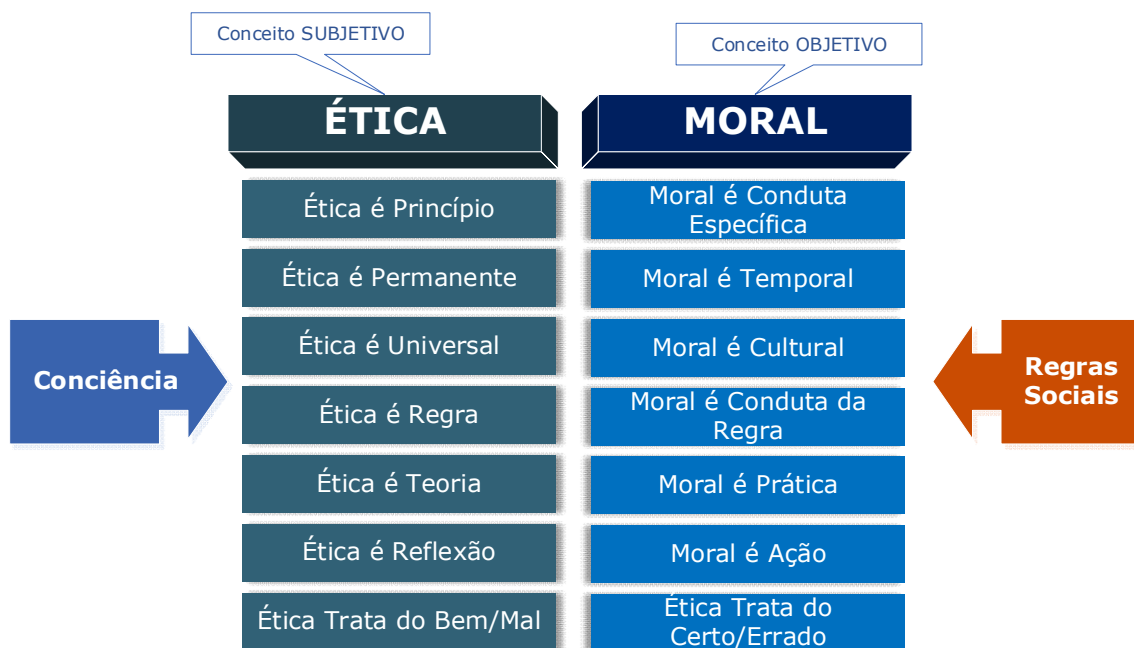 Conceito SUBJETIVO
Conceito OBJETIVO
ÉTICA
MORAL
Ética é Princípio
Moral é Conduta
Específica
Ética é Permanente
Moral é Temporal
Ética é Universal
Moral é Cultural
Conciência
Regras
Sociais
Ética é Regra
Moral é Conduta da
Regra
Ética é Teoria
Moral é Prática
Ética é Reflexão
Moral é Ação
Ética Trata do Bem/Mal
Ética Trata do
Certo/Errado